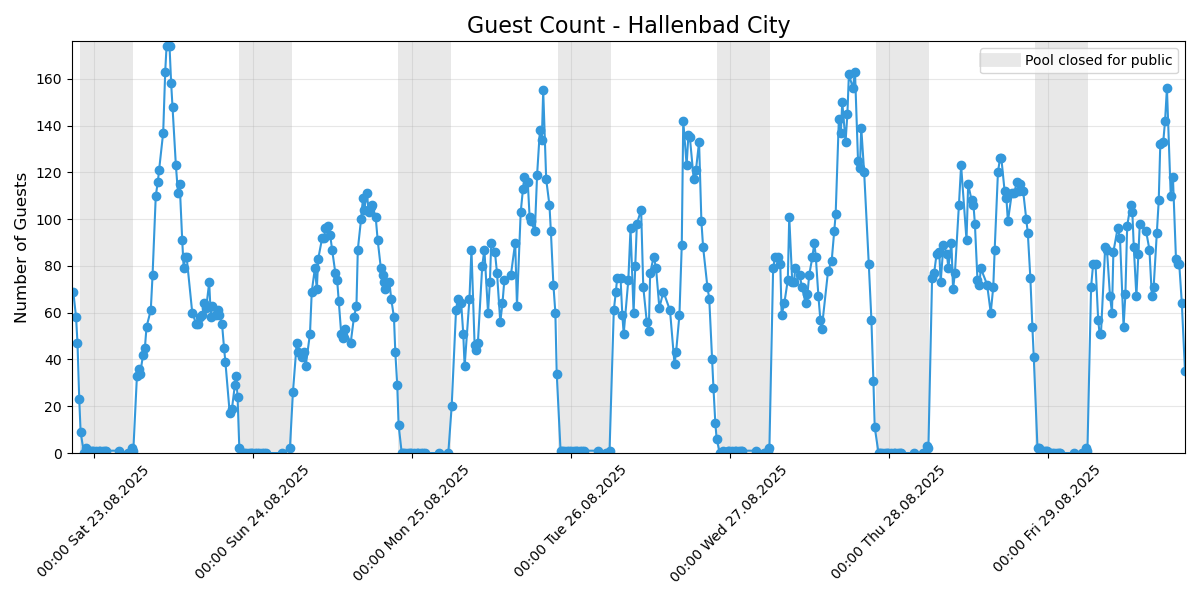 Guest Count - Hallenbad City
Pool closed for public
Number of Guests
160
140
120
100
80
60
40
20
0
00:00 Sat 23.08.2025
00:00 Sun 24.08.2025
00:00 Mon 25.08.2025
00:00 Tue 26.08.2025
00:00 Wed 27.08.2025
00:00 Thu 28.08.2025
00:00 Fri 29.08.2025